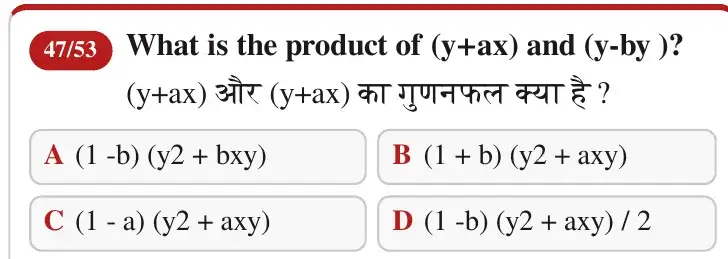 47/53 What is the product of (y+ax) and (y-by )?
(y+ax) और (y+ax) का गुणनफल क्या है ?
A (1 -b) (y2 + bxy)
B (1 + b) (y2 + axy)
C (1 - a) (y2 + axy)
D (1 -b) (y2 + axy) / 2